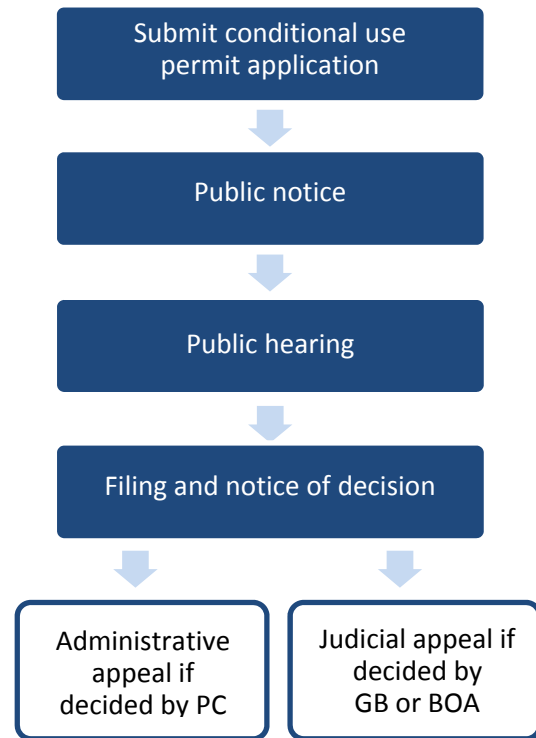 Submit conditional use
permit application
Public notice
Public hearing
Filing and notice of decision
Administrative
appeal if
decided by PC
Judicial appeal if
decided by
GB or BOA